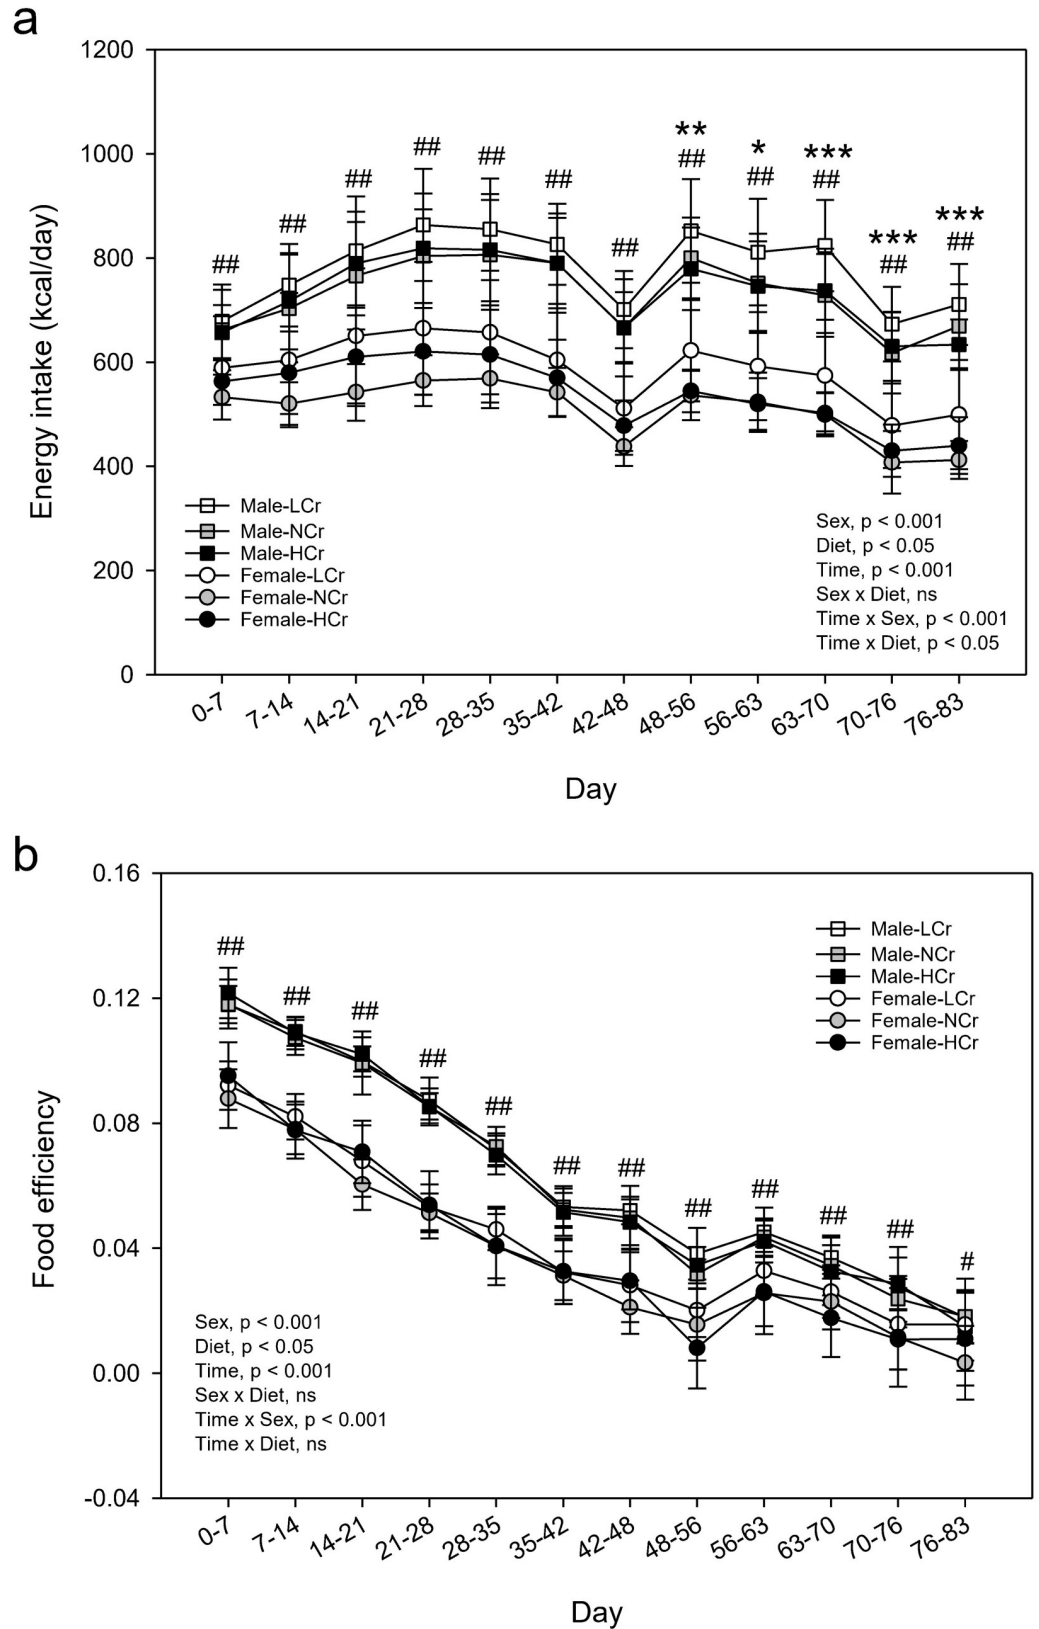 a
1200
1000
800
600
400
200
0
Energy intake (kcal/day)
##
##
##
##
##
##
##
**
##
*
##
***
##
***
##
***
##
Male-LCr
Male-NCr
Male-HCr
Female-LCr
Female-NCr
Female-HCr
Sex, p < 0.001
Diet, p < 0.05
Time, p < 0.001
Sex x Diet, ns
Time x Sex, p < 0.001
Time x Diet, p < 0.05
0-7
7-14
14-21
21-28
28-35
35-42
42-48
48-56
56-63
63-70
70-76
76-83
Day
b
0.16
0.12
0.08
0.04
0.00
-0.04
Food efficiency
##
##
##
##
##
##
##
##
##
##
##
#
Male-LCr
Male-NCr
Male-HCr
Female-LCr
Female-NCr
Female-HCr
Sex, p < 0.001
Diet, p < 0.05
Time, p < 0.001
Sex x Diet, ns
Time x Sex, p < 0.001
Time x Diet, ns
0-7
7-14
14-21
21-28
28-35
35-42
42-48
48-56
56-63
63-70
70-76
76-83
Day